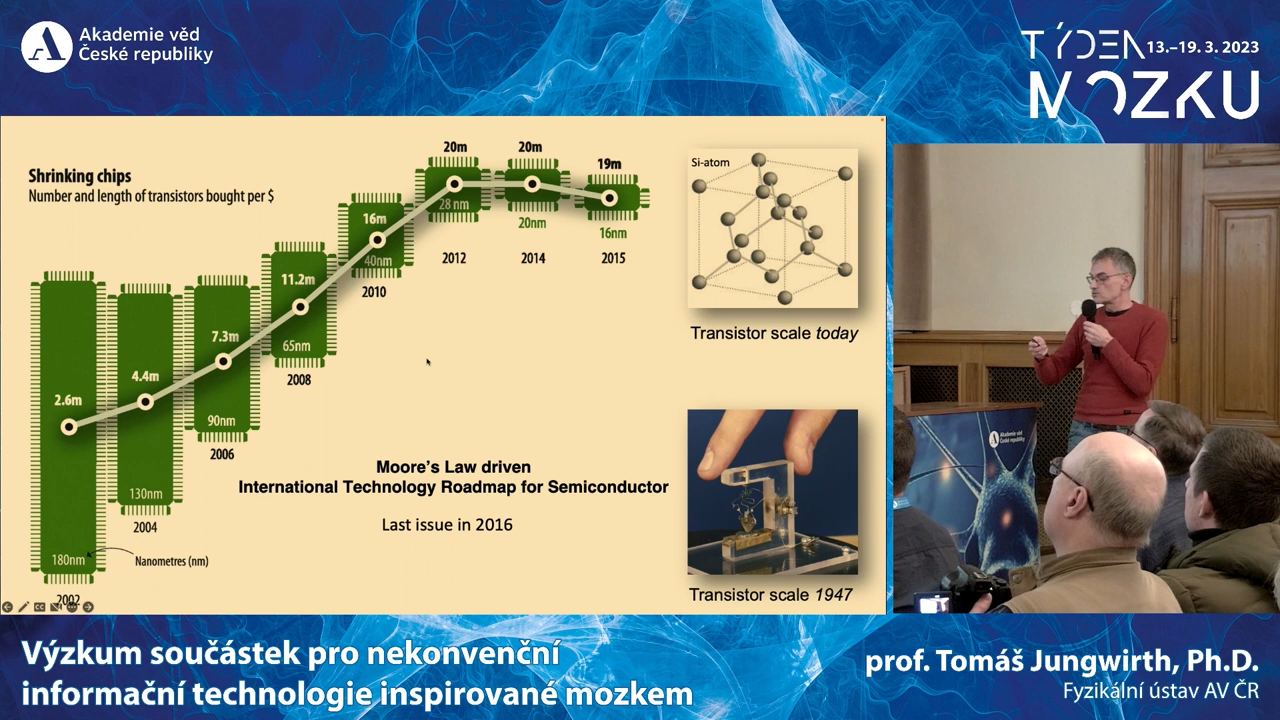 Akademie věd
České republiky
TÝDEN 13.–19. 3. 2023
MOZKU
Shrinking chips
Number and length of transistors bought per $
2.6m
180nm
2002
4.4m
130nm
2004
7.3m
90nm
2006
11.2m
65nm
2008
16m
40nm
2010
20m
28 nm
2012
20m
20nm
2014
19m
16nm
2015
Nanometres (nm)
Moore's Law driven
International Technology Roadmap for Semiconductor
Last issue in 2016
Si-atom
Transistor scale today
Transistor scale 1947
Akademie věd
České republiky
Výzkum součástek pro nekonvenční
informační technologie inspirované mozkem
prof. Tomáš Jungwirth, Ph.D.
Fyzikální ústav AV ČR